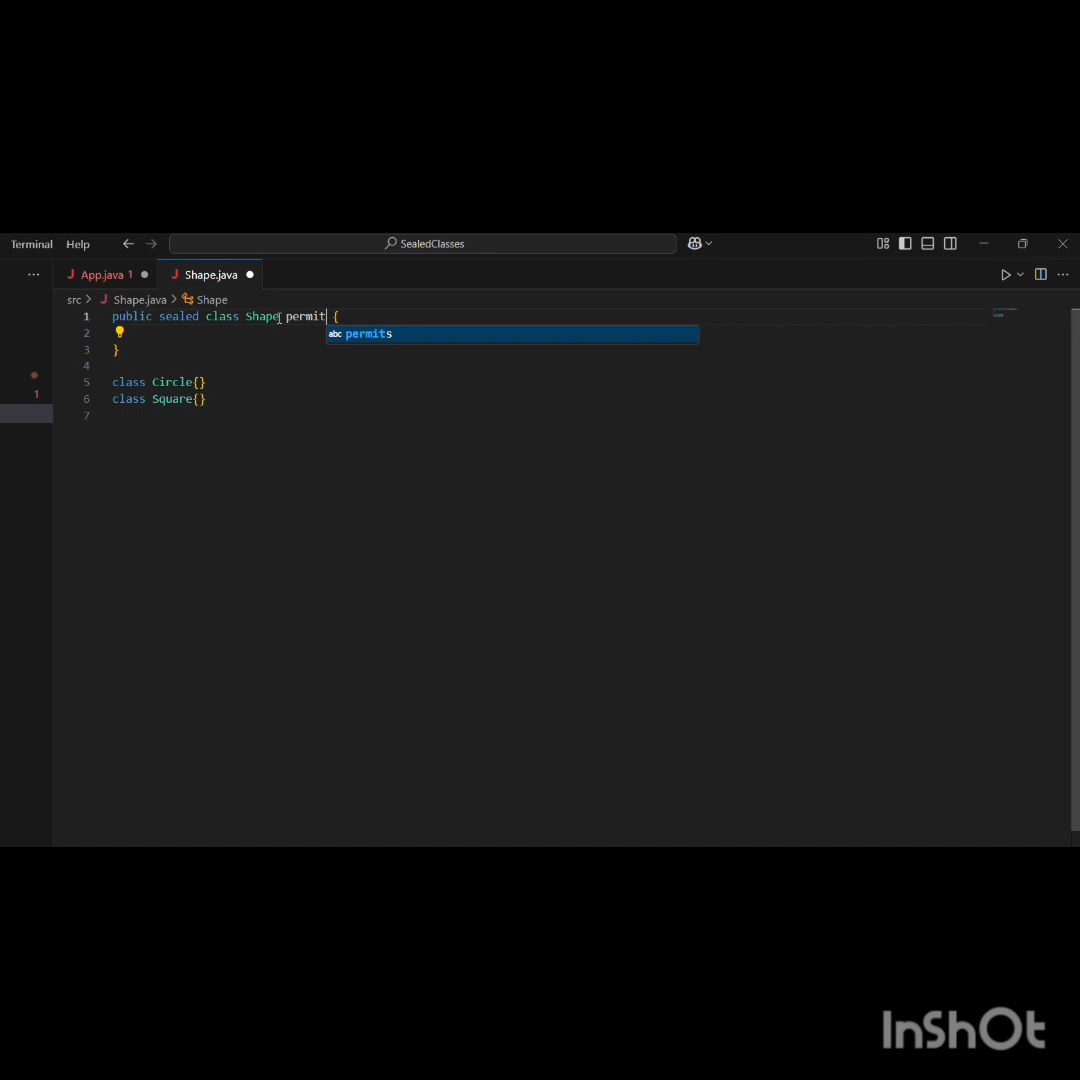 Terminal Help SealedClasses
App.java 1 Shape.java
src Shape.java Shape
1 public sealed class Shape permit {
2 abc permits
3 }
4
1 5 class Circle{}
6 class Square{}
7
InShOt